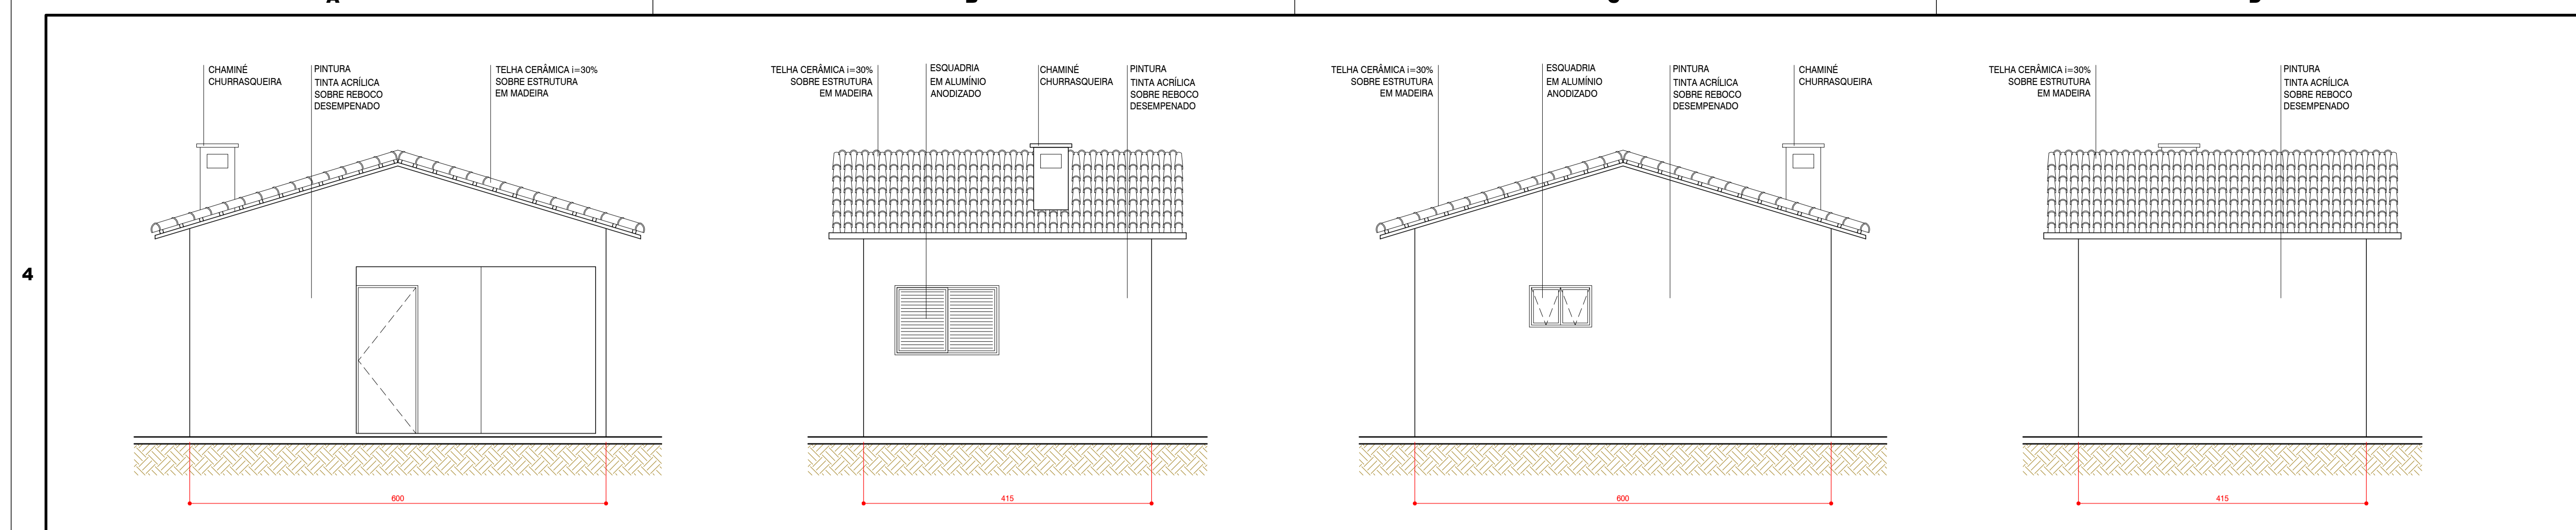 A
B
C
D
4
CHAMINÉ
CHURRASQUEIRA
PINTURA
TINTA ACRÍLICA
SOBRE REBOCO
DESEMPENADO
TELHA CERÂMICA i=30%
SOBRE ESTRUTURA
EM MADEIRA
600
TELHA CERÂMICA i=30%
SOBRE ESTRUTURA
EM MADEIRA
ESQUADRIA
EM ALUMÍNIO
ANODIZADO
CHAMINÉ
CHURRASQUEIRA
PINTURA
TINTA ACRÍLICA
SOBRE REBOCO
DESEMPENADO
415
TELHA CERÂMICA i=30%
SOBRE ESTRUTURA
EM MADEIRA
ESQUADRIA
EM ALUMÍNIO
ANODIZADO
PINTURA
TINTA ACRÍLICA
SOBRE REBOCO
DESEMPENADO
CHAMINÉ
CHURRASQUEIRA
600
TELHA CERÂMICA i=30%
SOBRE ESTRUTURA
EM MADEIRA
PINTURA
TINTA ACRÍLICA
SOBRE REBOCO
DESEMPENADO
415